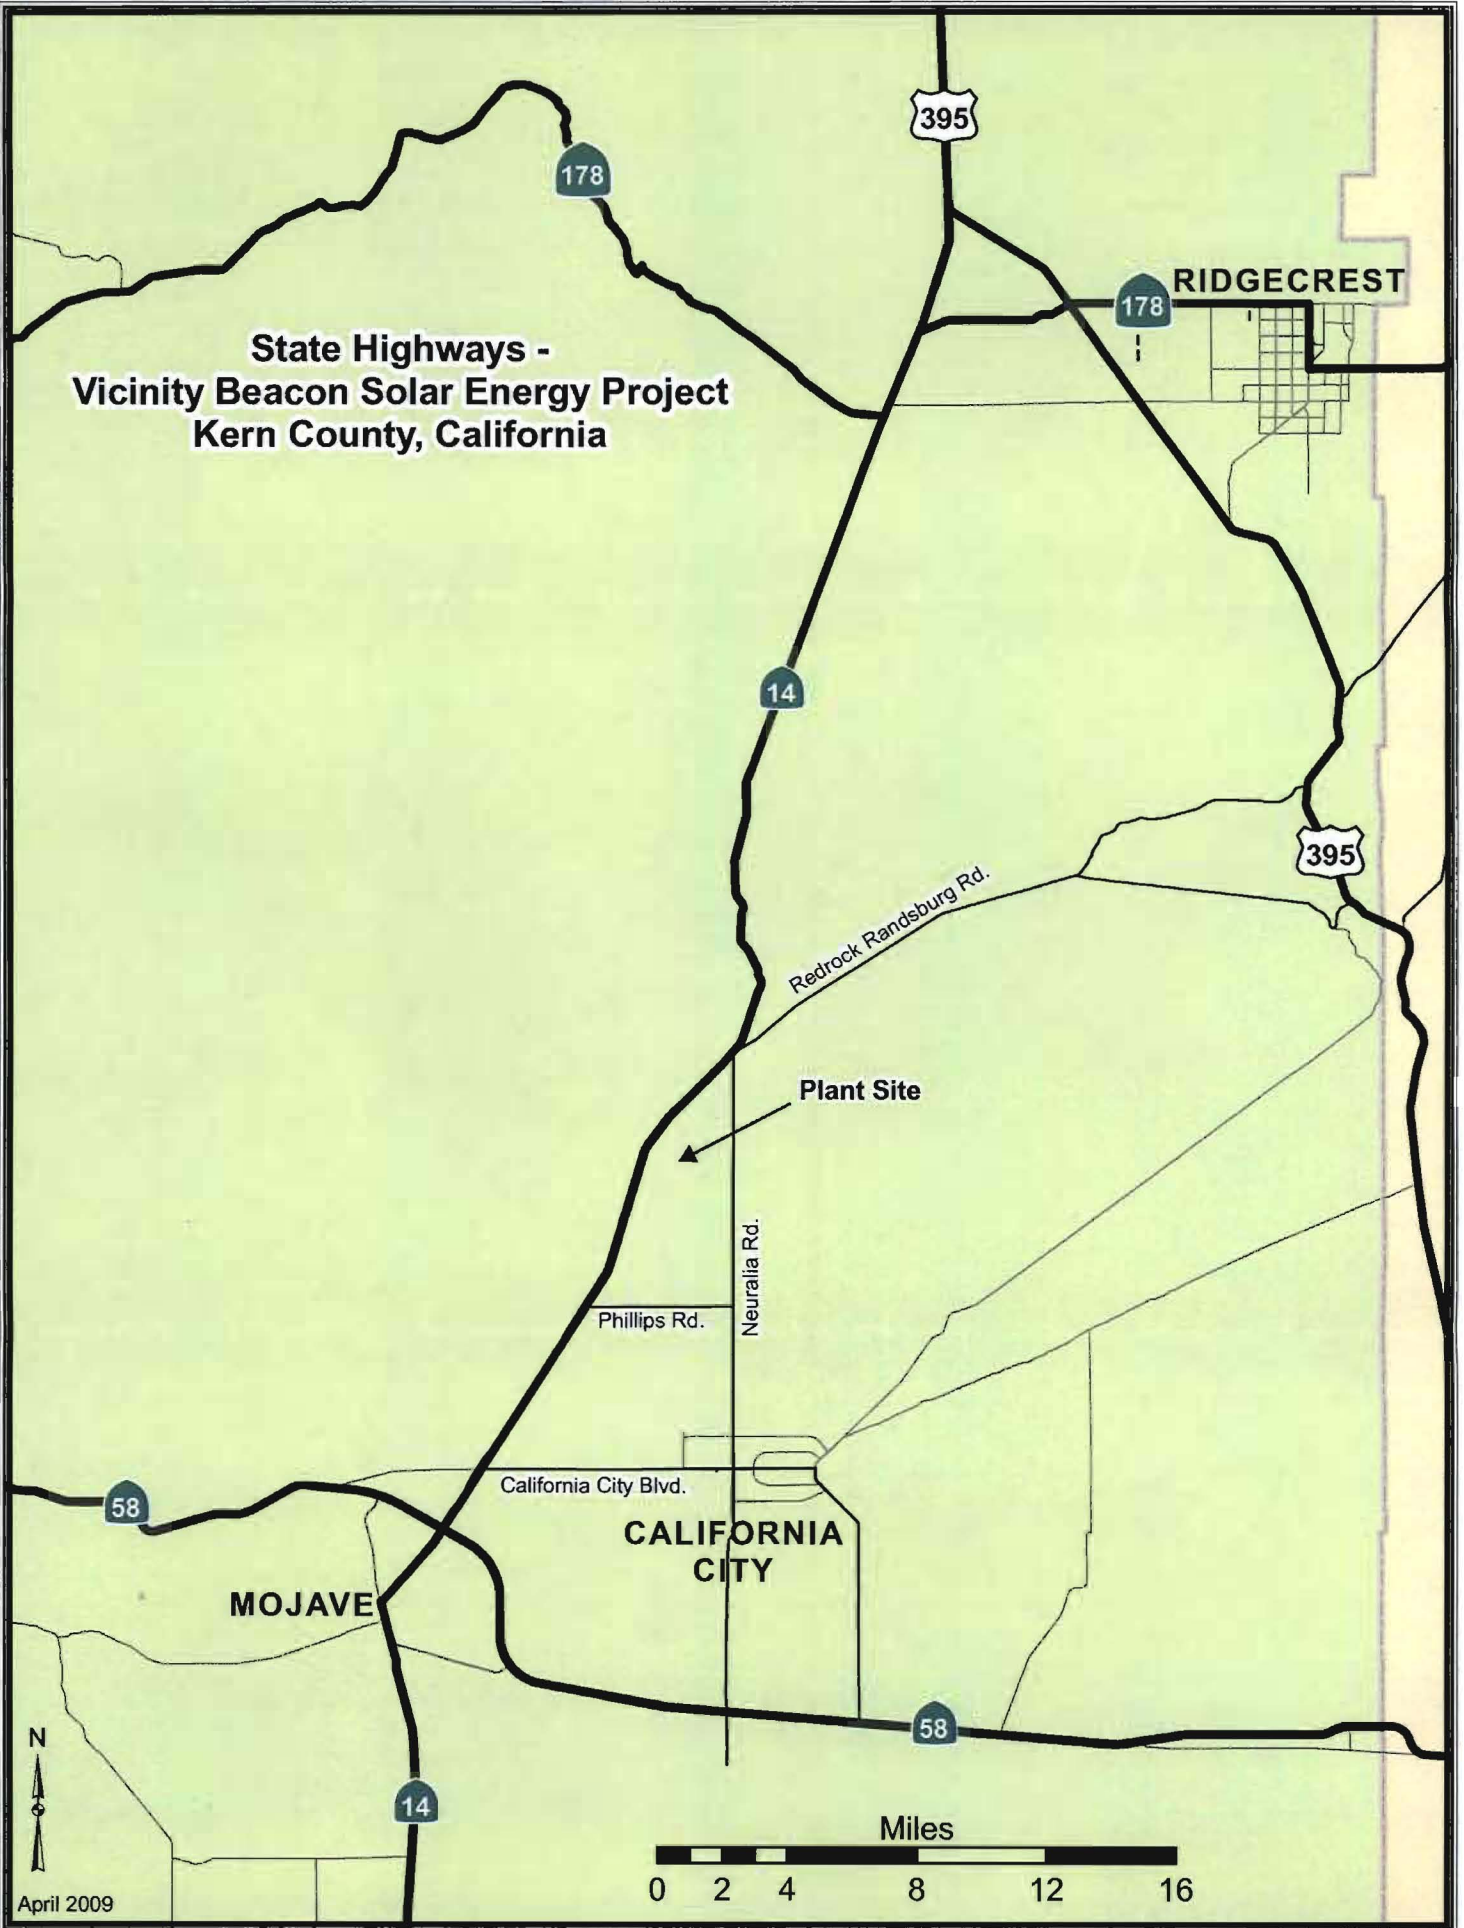 395
178
RIDGECREST
178
State Highways -
Vicinity Beacon Solar Energy Project
Kern County, California
14
395
Redrock Randsburg Rd.
Plant Site
Neuralia Rd.
Phillips Rd.
California City Blvd.
58
CALIFORNIA
CITY
MOJAVE
58
N
14
Miles
0 2 4 8 12 16
April 2009